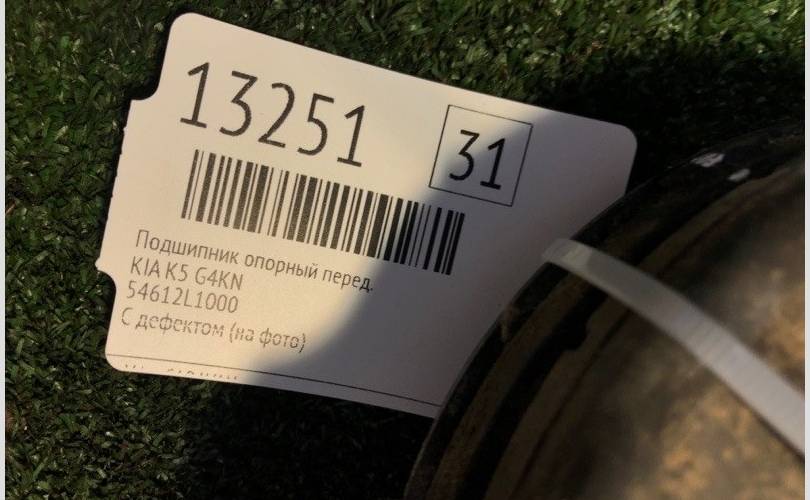 13251
31
Подшипник опорный перед.
KIA K5 G4KN
54612L1000
С дефектом (на фото)